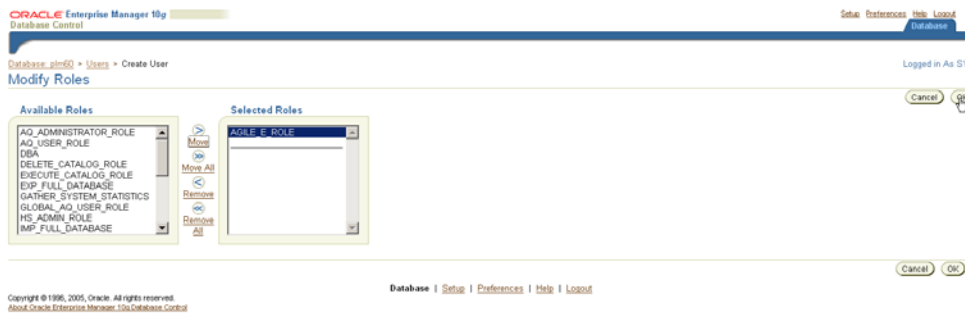 ORACLE Enterprise Manager 10g
Database Control
Setup Preferences Help Logout
Database
Database: plm60 > Users > Create User
Logged in As
Modify Roles
Cancel
Available Roles
Selected Roles
AQ_ADMINISTRATOR_ROLE
AQ_USER_ROLE
DBA
DELETE_CATALOG_ROLE
EXECUTE_CATALOG_ROLE
EXP_FULL_DATABASE
GATHER_SYSTEM_STATISTICS
GLOBAL_AQ_USER_ROLE
HS_ADMIN_ROLE
IMP_FULL_DATABASE
Move
Move All
Remove
Remove All
AGILE_E_ROLE
Cancel OK
Database | Setup | Preferences | Help | Logout
Copyright © 1996, 2005, Oracle. All rights reserved.
About Oracle Enterprise Manager 10g Database Control